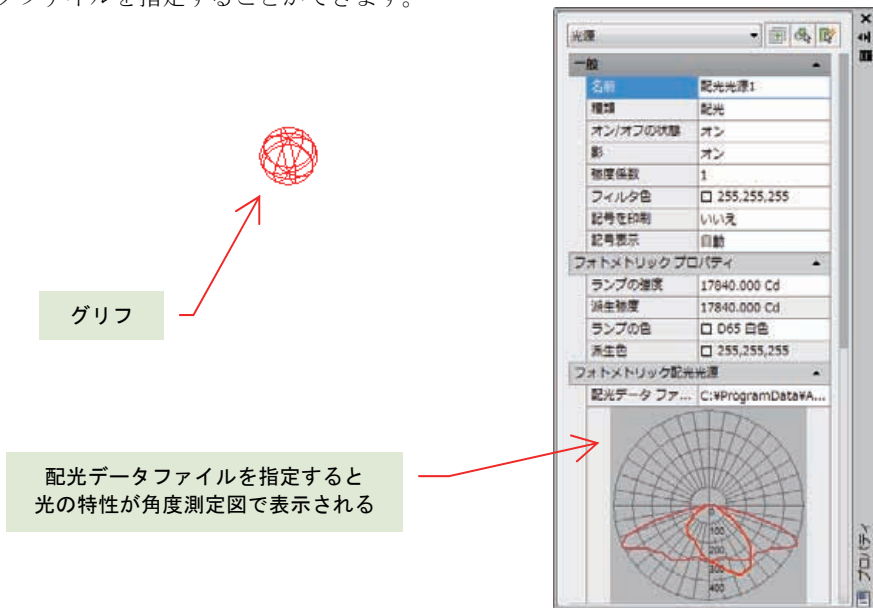 ファイルを指定することができます。
光源
一般
名前 配光光源1
種類 配光
オン/オフの状態 オン
影 オン
強度係数 1
フィルタ色 255,255,255
記号を印刷 いいえ
記号表示 自動
フォトメトリック プロパティ
ランプの強度 17840.000 Cd
派生強度 17840.000 Cd
ランプの色 D65 白色
派生色 255,255,255
フォトメトリック配光光源
配光データ ファ... C:¥ProgramData¥A...
グリフ
配光データファイルを指定すると
光の特性が角度測定図で表示される
0
100
200
300
400
プロパティ